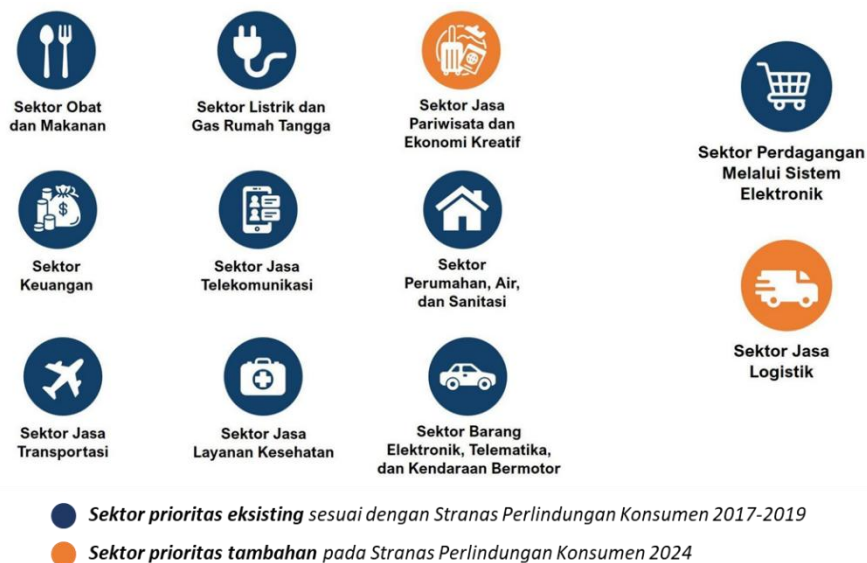 Sektor Obat
dan Makanan
Sektor Listrik dan
Gas Rumah Tangga
Sektor Jasa
Pariwisata dan
Ekonomi Kreatif
Sektor Perdagangan
Melalui Sistem
Elektronik
$
Sektor
Keuangan
Sektor Jasa
Telekomunikasi
Sektor
Perumahan, Air,
dan Sanitasi
Sektor Jasa
Logistik
Sektor Jasa
Transportasi
Sektor Jasa
Layanan Kesehatan
Sektor Barang
Elektronik, Telematika,
dan Kendaraan Bermotor
Sektor prioritas eksisting sesuai dengan Stranas Perlindungan Konsumen 2017-2019
Sektor prioritas tambahan pada Stranas Perlindungan Konsumen 2024